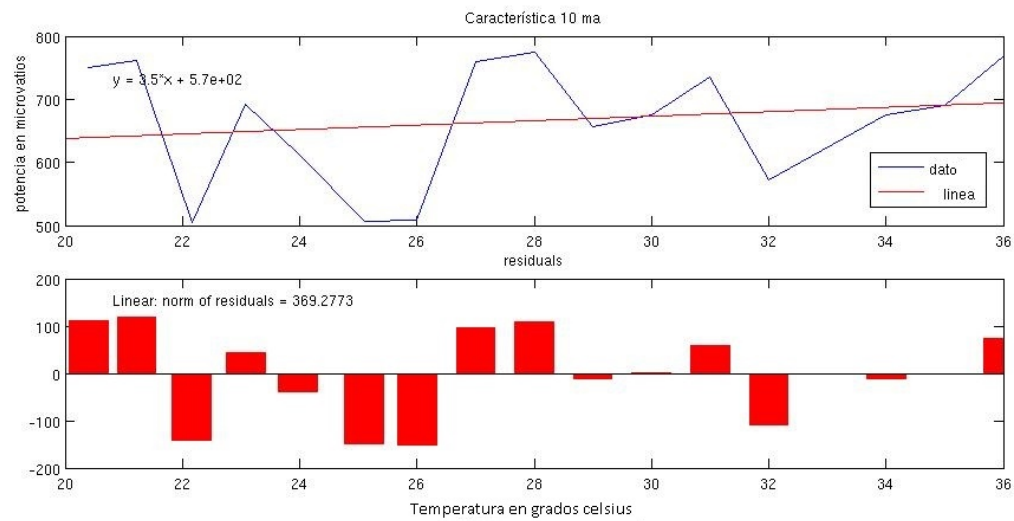 Característica 10 ma
800
700
600
500
potencia en microvatios
y = 3.5*x + 5.7e+02
dato
linea
20 22 24 26 28 30 32 34 36
residuals
200
100
0
-100
-200
Linear: norm of residuals = 369.2773
20 22 24 26 28 30 32 34 36
Temperatura en grados celsius